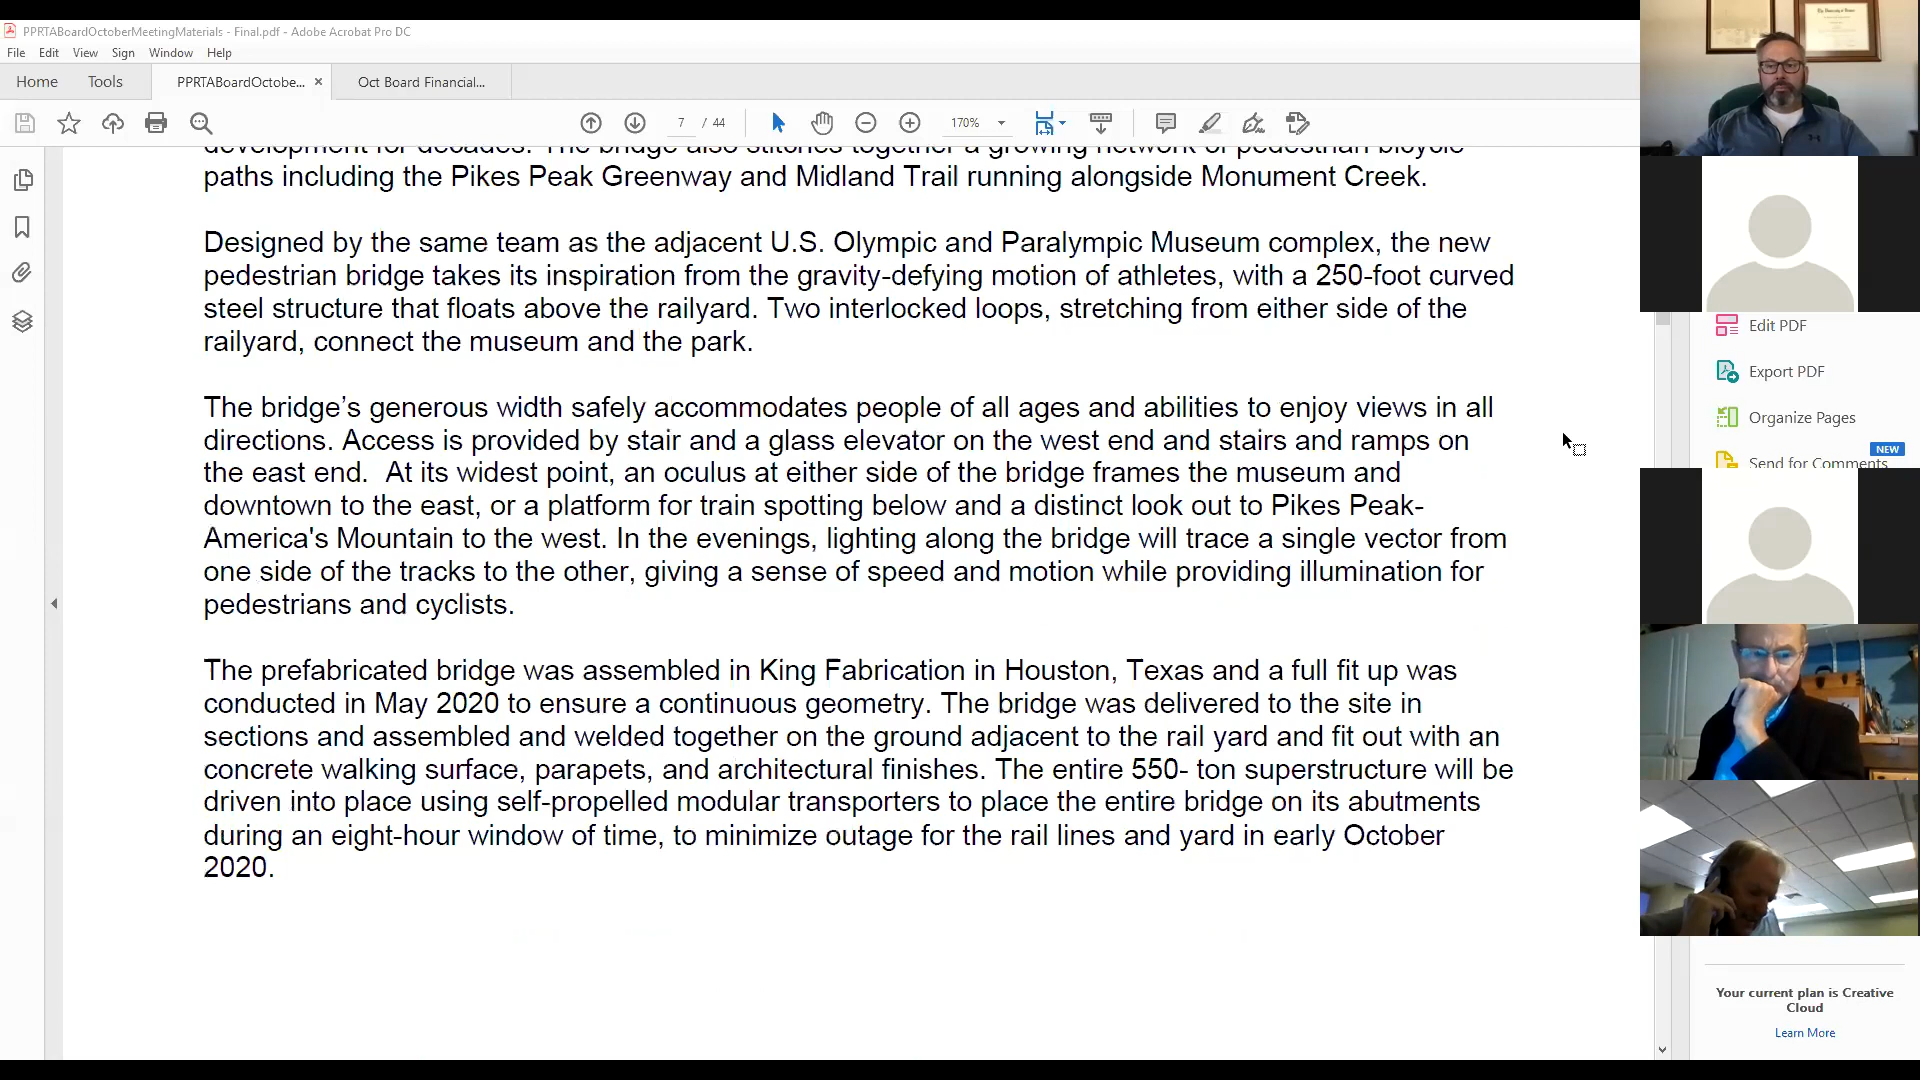 PPRTABoardOctoberMeetingMaterials - Final.pdf - Adobe Acrobat Pro DC
File Edit View Sign Window Help
Home Tools PPRTABoardOctobe... × Oct Board Financial...
7 / 44 170%
development for decades. The bridge also stitches together a growing network of pedestrian bicycle
paths including the Pikes Peak Greenway and Midland Trail running alongside Monument Creek.
Designed by the same team as the adjacent U.S. Olympic and Paralympic Museum complex, the new
pedestrian bridge takes its inspiration from the gravity-defying motion of athletes, with a 250-foot curved
steel structure that floats above the railyard. Two interlocked loops, stretching from either side of the
railyard, connect the museum and the park.
The bridge's generous width safely accommodates people of all ages and abilities to enjoy views in all
directions. Access is provided by stair and a glass elevator on the west end and stairs and ramps on
the east end.  At its widest point, an oculus at either side of the bridge frames the museum and
downtown to the east, or a platform for train spotting below and a distinct look out to Pikes Peak-
America's Mountain to the west. In the evenings, lighting along the bridge will trace a single vector from
one side of the tracks to the other, giving a sense of speed and motion while providing illumination for
pedestrians and cyclists.
The prefabricated bridge was assembled in King Fabrication in Houston, Texas and a full fit up was
conducted in May 2020 to ensure a continuous geometry. The bridge was delivered to the site in
sections and assembled and welded together on the ground adjacent to the rail yard and fit out with an
concrete walking surface, parapets, and architectural finishes. The entire 550- ton superstructure will be
driven into place using self-propelled modular transporters to place the entire bridge on its abutments
during an eight-hour window of time, to minimize outage for the rail lines and yard in early October
2020.
Edit PDF
Export PDF
Organize Pages
NEW
Send for Comments
Your current plan is Creative
Cloud
Learn More